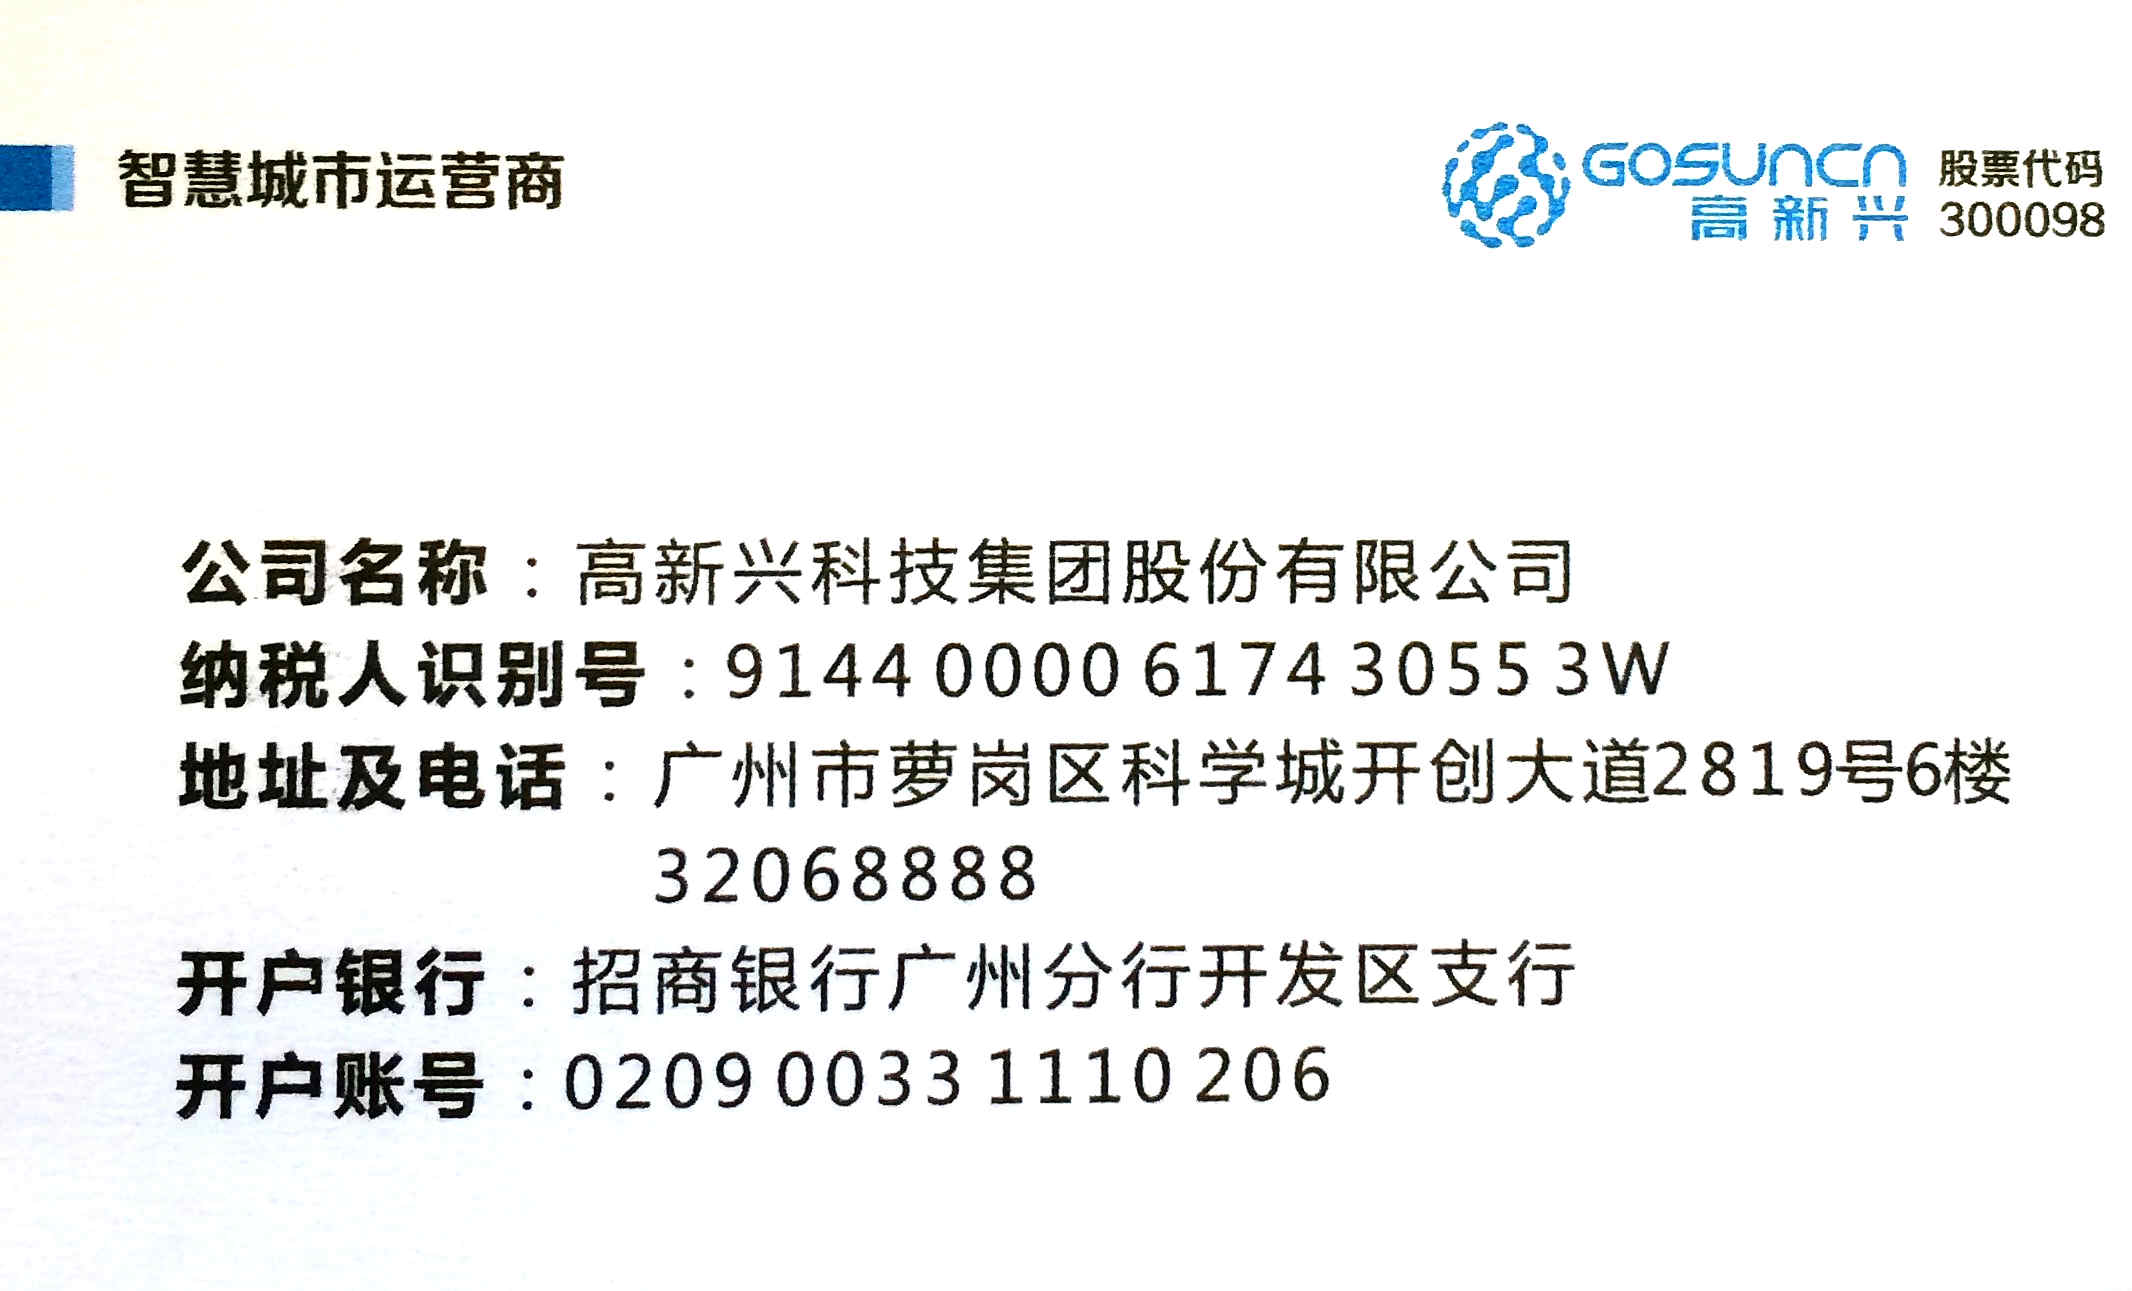 智慧城市运营商
GOSUNCN 股票代码
高新兴 300098
公司名称：高新兴科技集团股份有限公司
纳税人识别号：9144 0000 6174 3055 3W
地址及电话：广州市萝岗区科学城开创大道2819号6楼
32068888
开户银行：招商银行广州分行开发区支行
开户账号：0209 0033 1110 206